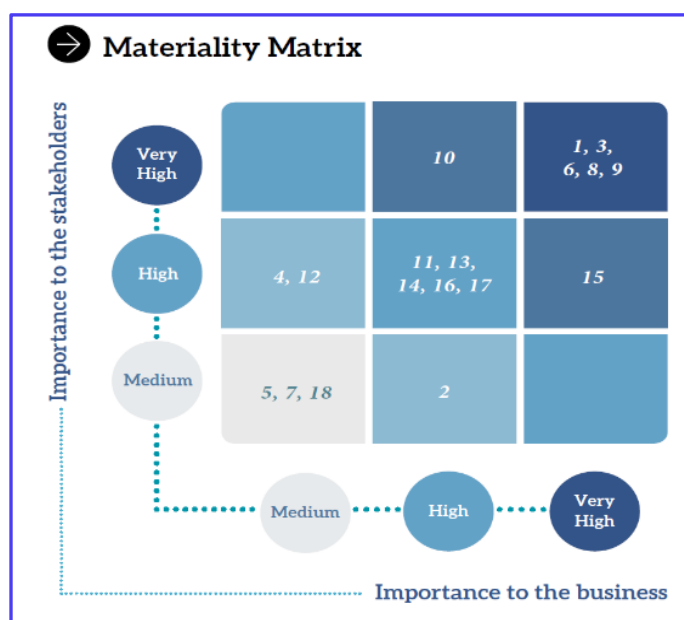 Materiality Matrix
Importance to the stakeholders
Very
High
10
1, 3,
6, 8, 9
High
4, 12
11, 13,
14, 16, 17
15
Medium
5, 7, 18
2
Medium
High
Very
High
Importance to the business